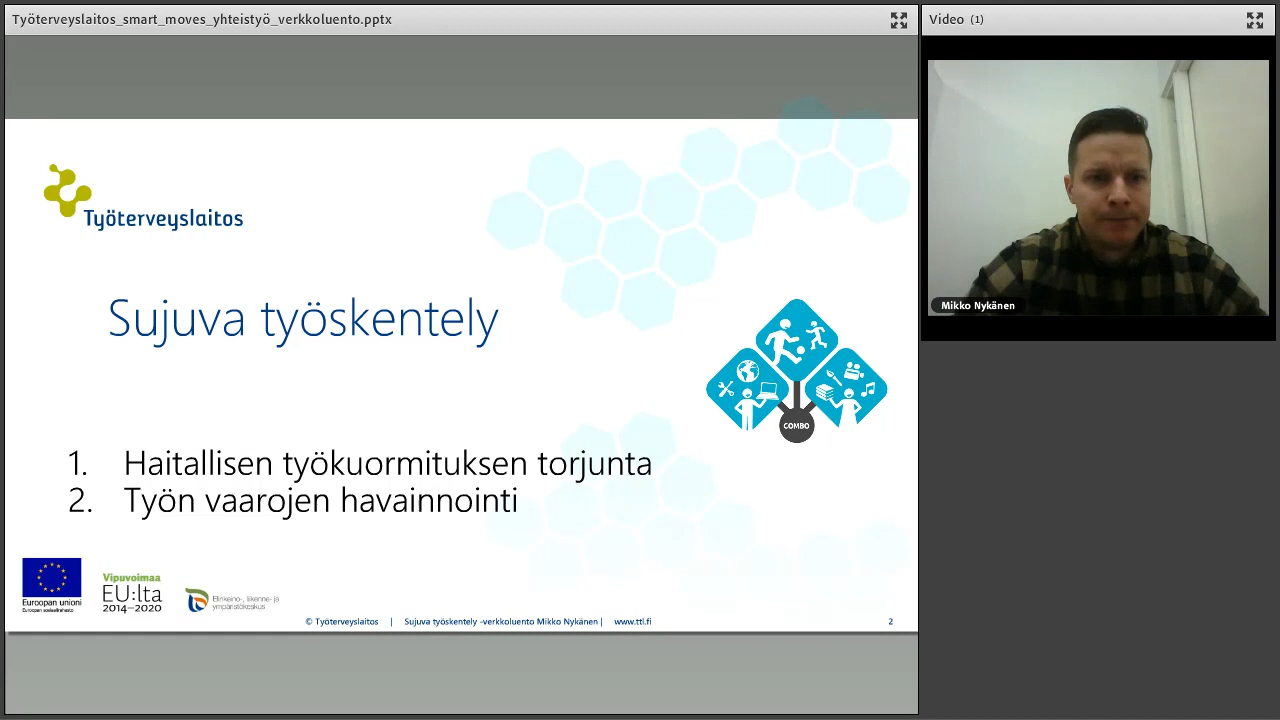 Työterveyslaitos_smart_moves_yhteistyö_verkkoluento.pptx
Video (1)
Työterveyslaitos
Sujuva työskentely
COMBO
1. Haitallisen työkuormituksen torjunta
2. Työn vaarojen havainnointi
Mikko Nykänen
Euroopan unioni
Euroopan sosiaalirahasto
Vipuvoimaa
EU:lta
2014–2020
Elinkeino-, liikenne- ja
ympäristökeskus
© Työterveyslaitos | Sujuva työskentely -verkkoluento Mikko Nykänen | www.ttl.fi 2